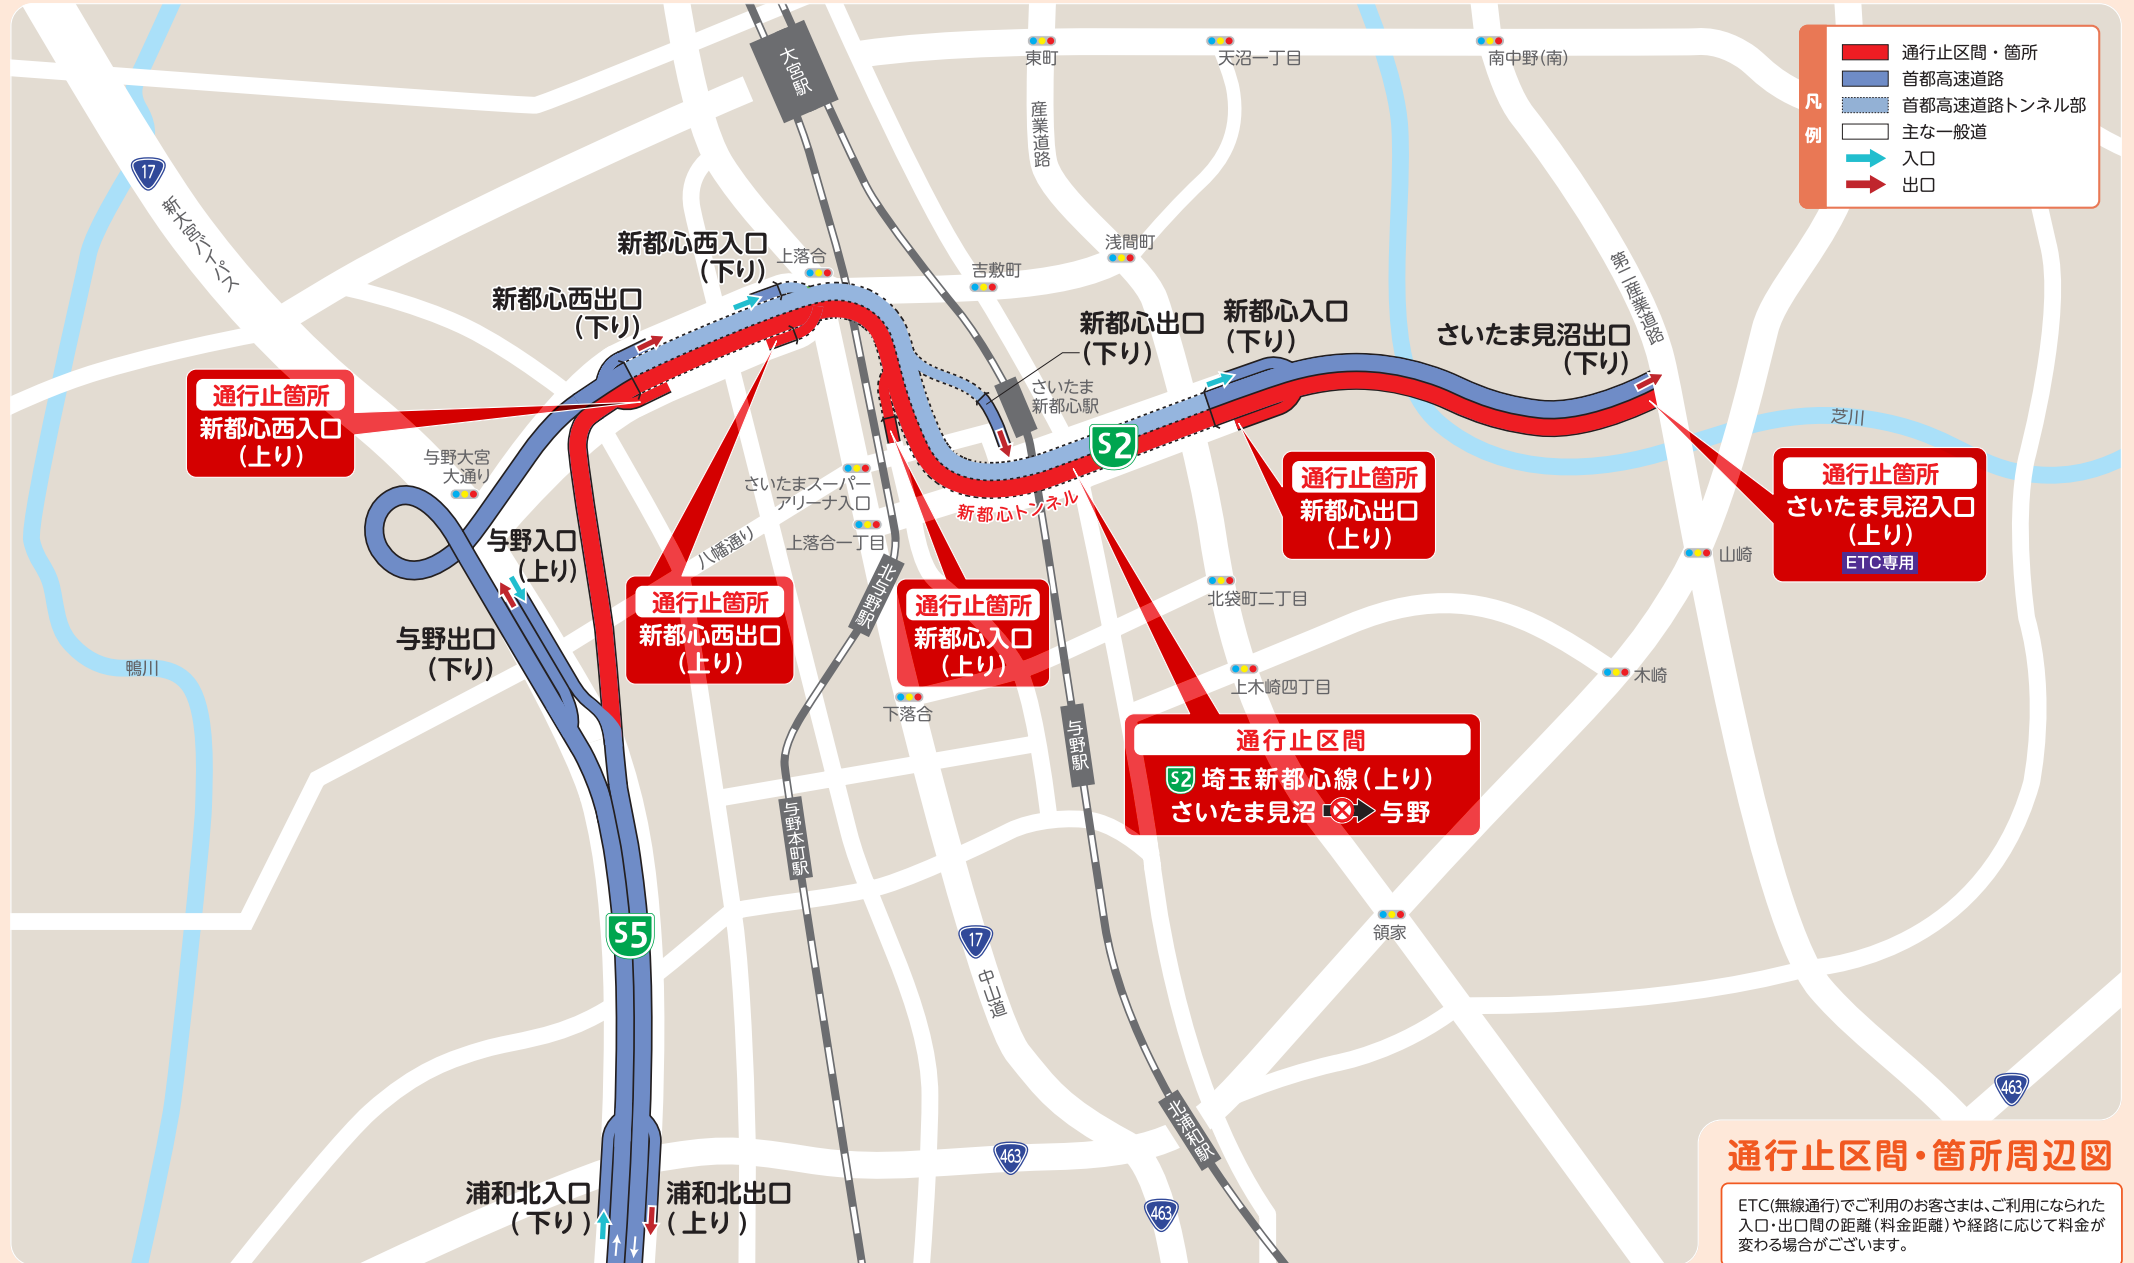 大宮駅
東町
天沼一丁目
南中野(南)
凡例
通行止区間・箇所
首都高速道路
首都高速道路トンネル部
主な一般道
入口
出口
産業道路
17
新大宮バイパス
新都心西入口
(下り)
上落合
吉敷町
浅間町
第二産業道路
新都心西出口
(下り)
新都心出口
(下り)
新都心入口
(下り)
さいたま見沼出口
(下り)
さいたま
新都心駅
芝川
通行止箇所
新都心西入口
(上り)
S2
与野大宮
大通り
さいたまスーパー
アリーナ入口
新都心トンネル
通行止箇所
新都心出口
(上り)
通行止箇所
さいたま見沼入口
(上り)
ETC専用
与野入口
(上り)
八幡通り
上落合一丁目
北与野駅
山崎
通行止箇所
新都心西出口
(上り)
通行止箇所
新都心入口
(上り)
北袋町二丁目
与野出口
(下り)
鴨川
下落合
上木崎四丁目
木崎
与野駅
通行止区間
S2 埼玉新都心線(上り)
さいたま見沼 与野
与野本町駅
S5
17
中山道
領家
463
北浦和駅
463
463
浦和北入口
(下り)
浦和北出口
(上り)
通行止区間・箇所周辺図
ETC(無線通行)でご利用のお客さまは、ご利用になられた
入口・出口間の距離(料金距離)や経路に応じて料金が
変わる場合がございます。